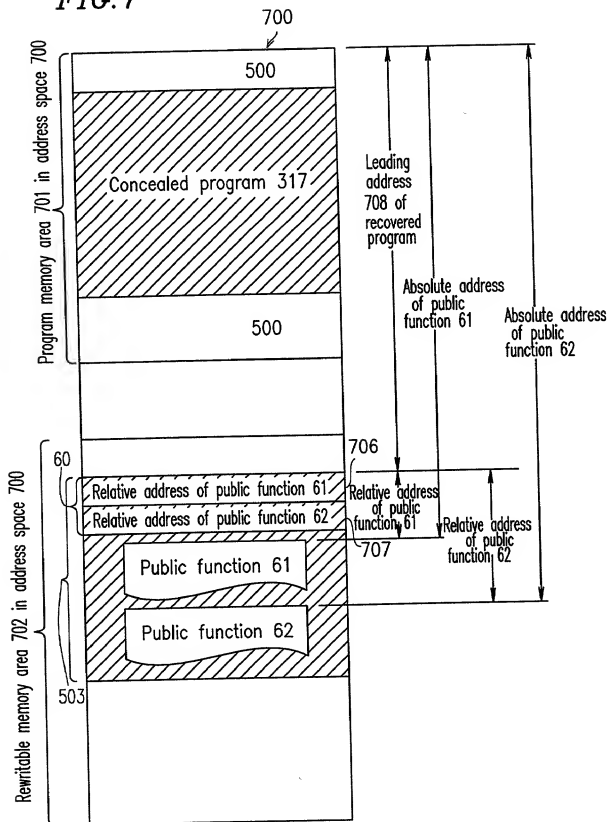 FIG. 7
700
Program memory area 701 in address space 700
500
Concealed program 317
500
Leading
address
708 of
recovered
program
Absolute address
of public
function 61
Absolute address
of public
function 62
Rewritable memory area 702 in address space 700
60
706
Relative address of public function 61
Relative address of public function 62
707
Relative address
of public
function 61
Relative address
of public
function 62
Public function 61
Public function 62
503